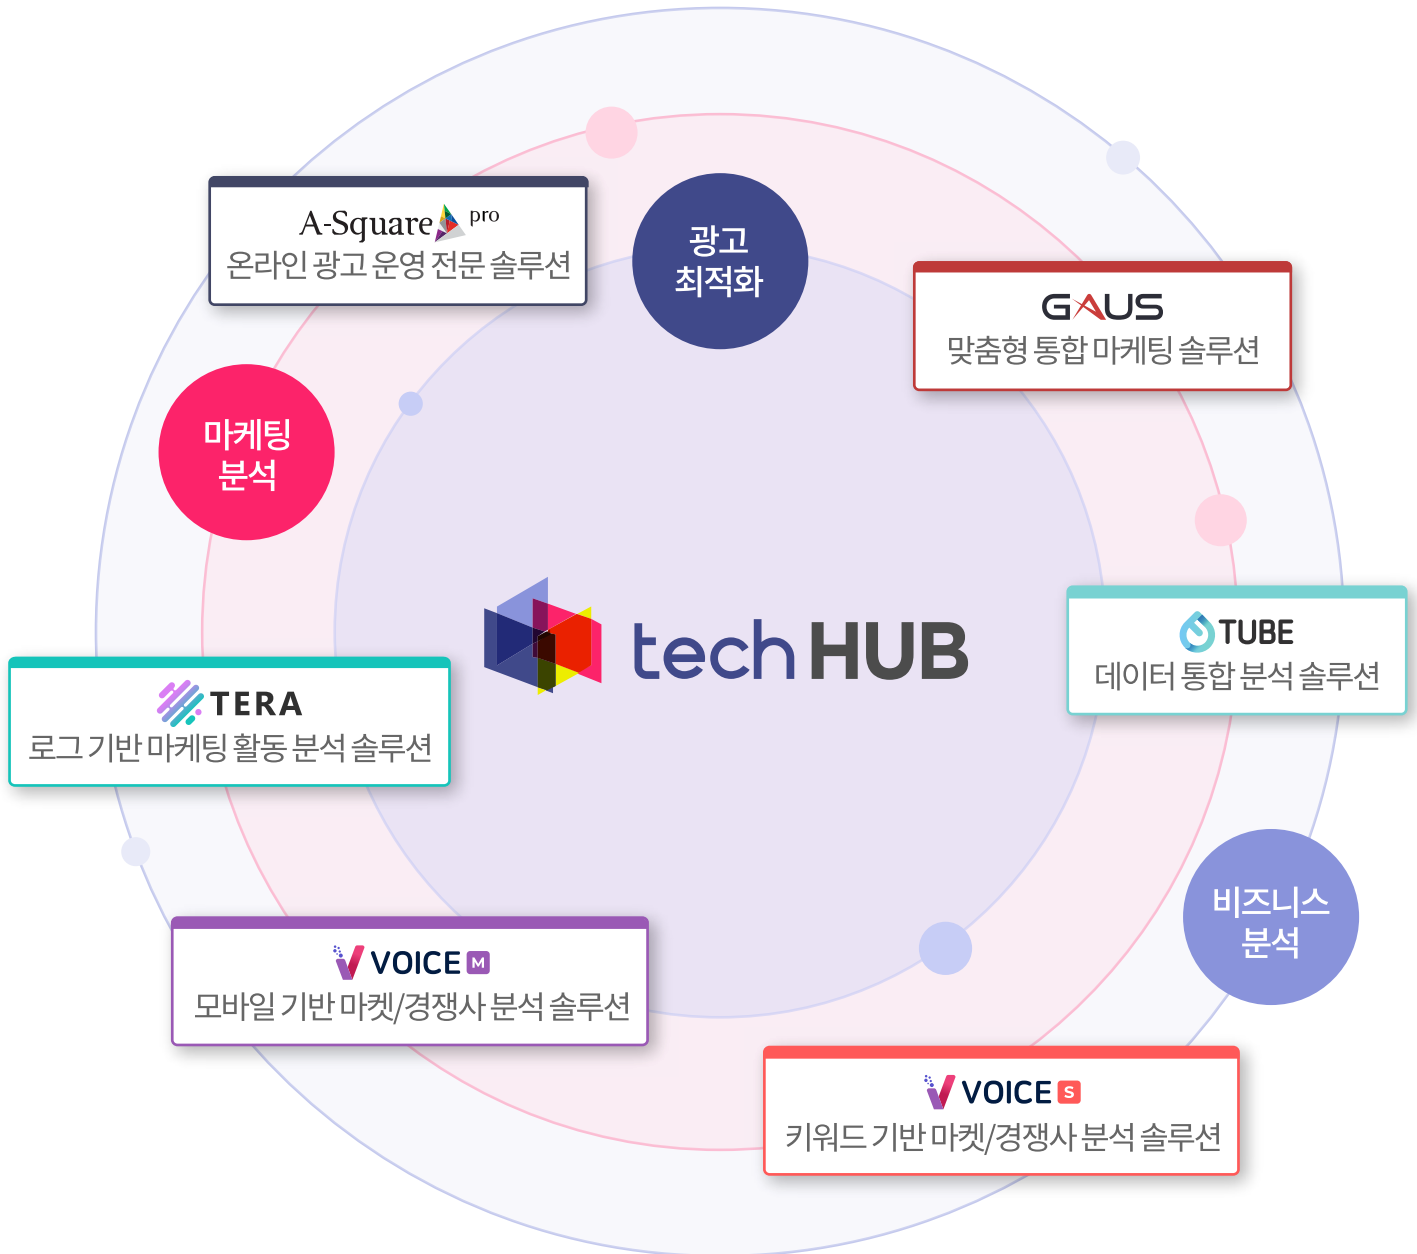 A-Square pro
온라인 광고 운영 전문 솔루션
광고
최적화
GAUS
맞춤형 통합 마케팅 솔루션
마케팅
분석
tech HUB
TUBE
데이터 통합 분석 솔루션
TERA
로그 기반 마케팅 활동 분석 솔루션
비즈니스
분석
VOICE M
모바일 기반 마켓/경쟁사 분석 솔루션
VOICE S
키워드 기반 마켓/경쟁사 분석 솔루션